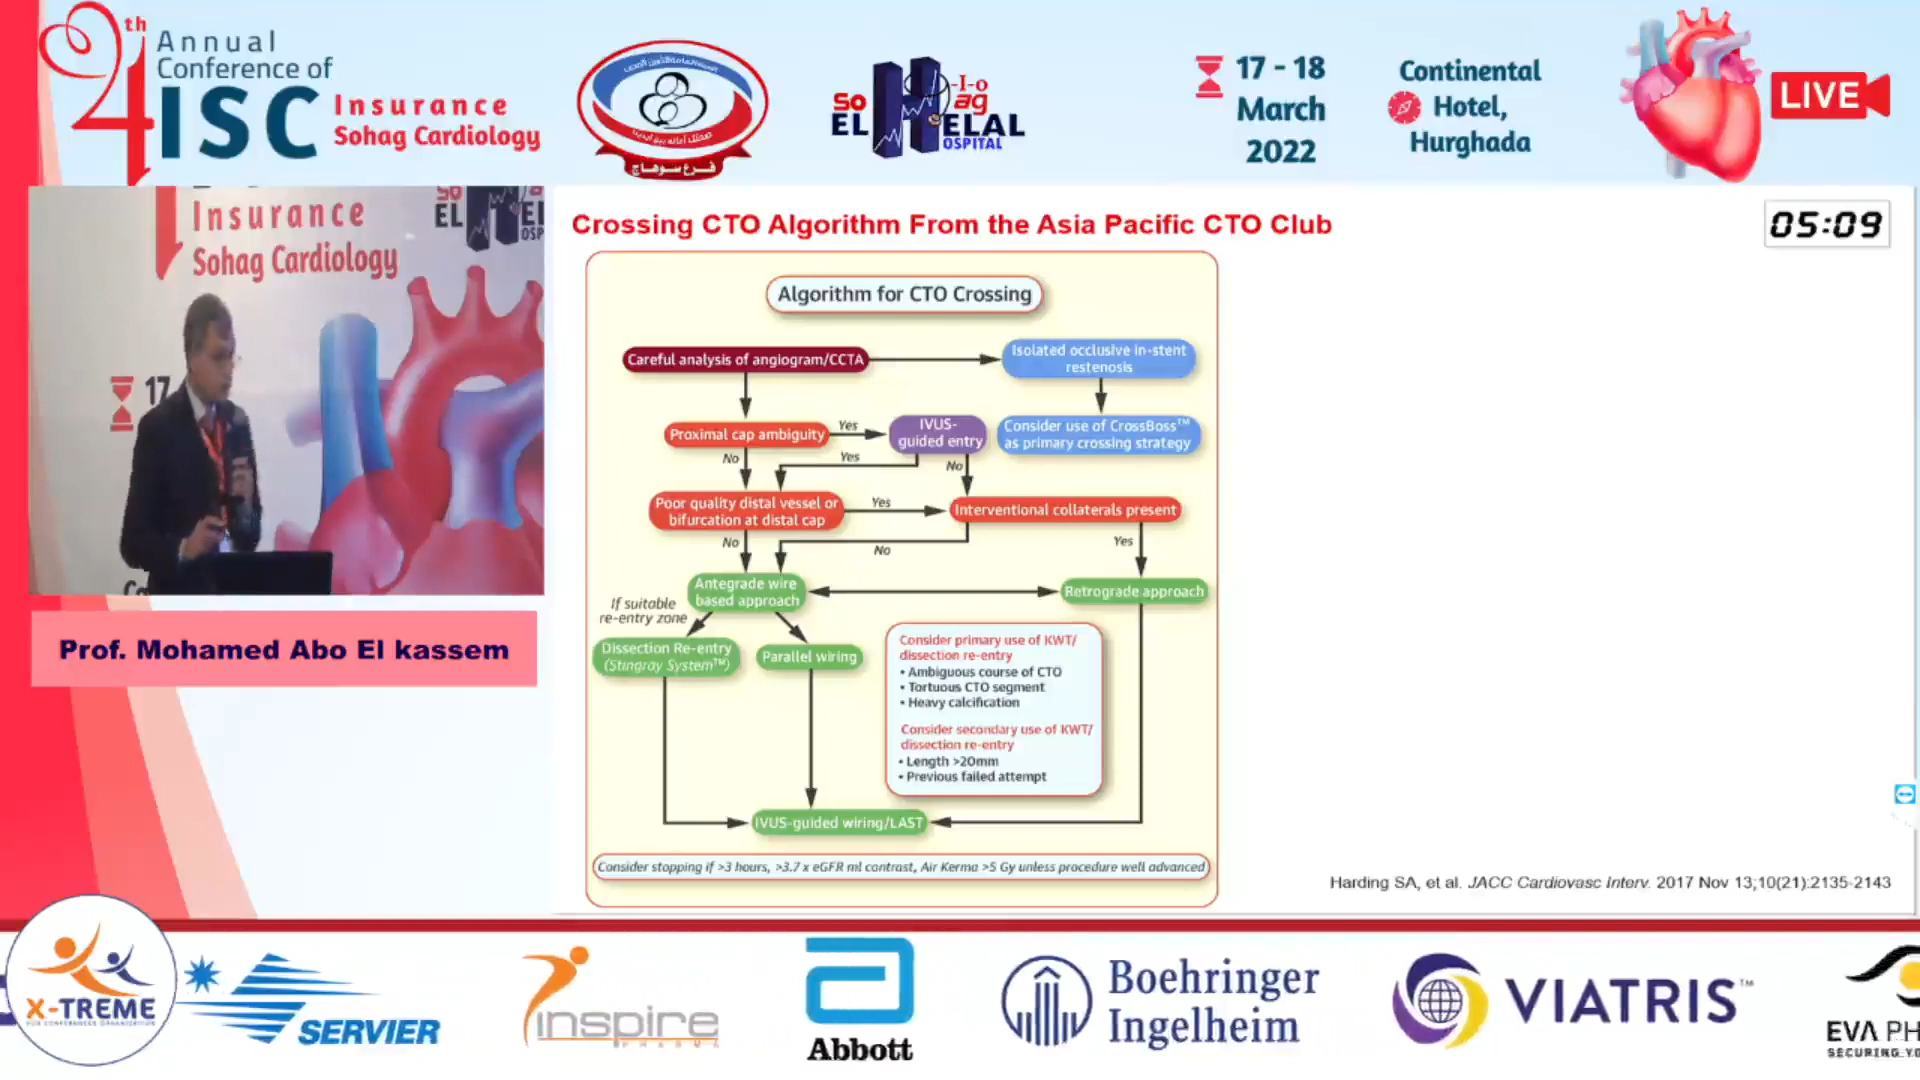 4th
Annual
Conference of
ISC
Insurance
Sohag Cardiology
فرع سوهاج
So
EL
HELAL
HOSPITAL
17 - 18
March
2022
Continental
Hotel,
Hurghada
LIVE
Insurance
Sohag Cardiology
So
EL
17
Prof. Mohamed Abo El kassem
Crossing CTO Algorithm From the Asia Pacific CTO Club
05:09
Algorithm for CTO Crossing
Careful analysis of angiogram/CCTA
Isolated occlusive in-stent
restenosis
Proximal cap ambiguity
Yes
IVUS-
guided entry
Consider use of CrossBoss™
as primary crossing strategy
No
Yes
No
Poor quality distal vessel or
bifurcation at distal cap
Yes
Interventional collaterals present
No
No
Yes
Antegrade wire
based approach
Retrograde approach
If suitable
re-entry zone
Dissection Re-entry
(Stingray System™)
Parallel wiring
Consider primary use of KWT/
dissection re-entry
• Ambiguous course of CTO
• Tortuous CTO segment
• Heavy calcification
Consider secondary use of KWT/
dissection re-entry
• Length >20mm
• Previous failed attempt
IVUS-guided wiring/LAST
Consider stopping if >3 hours, >3.7 x eGFR ml contrast, Air Kerma >5 Gy unless procedure well advanced
Harding SA, et al. JACC Cardiovasc Interv. 2017 Nov 13;10(21):2135-2143
X-TREME
SERVIER
inspire
PHARMA
Abbott
Boehringer
Ingelheim
VIATRIS™
EVA PH
SECURING YO